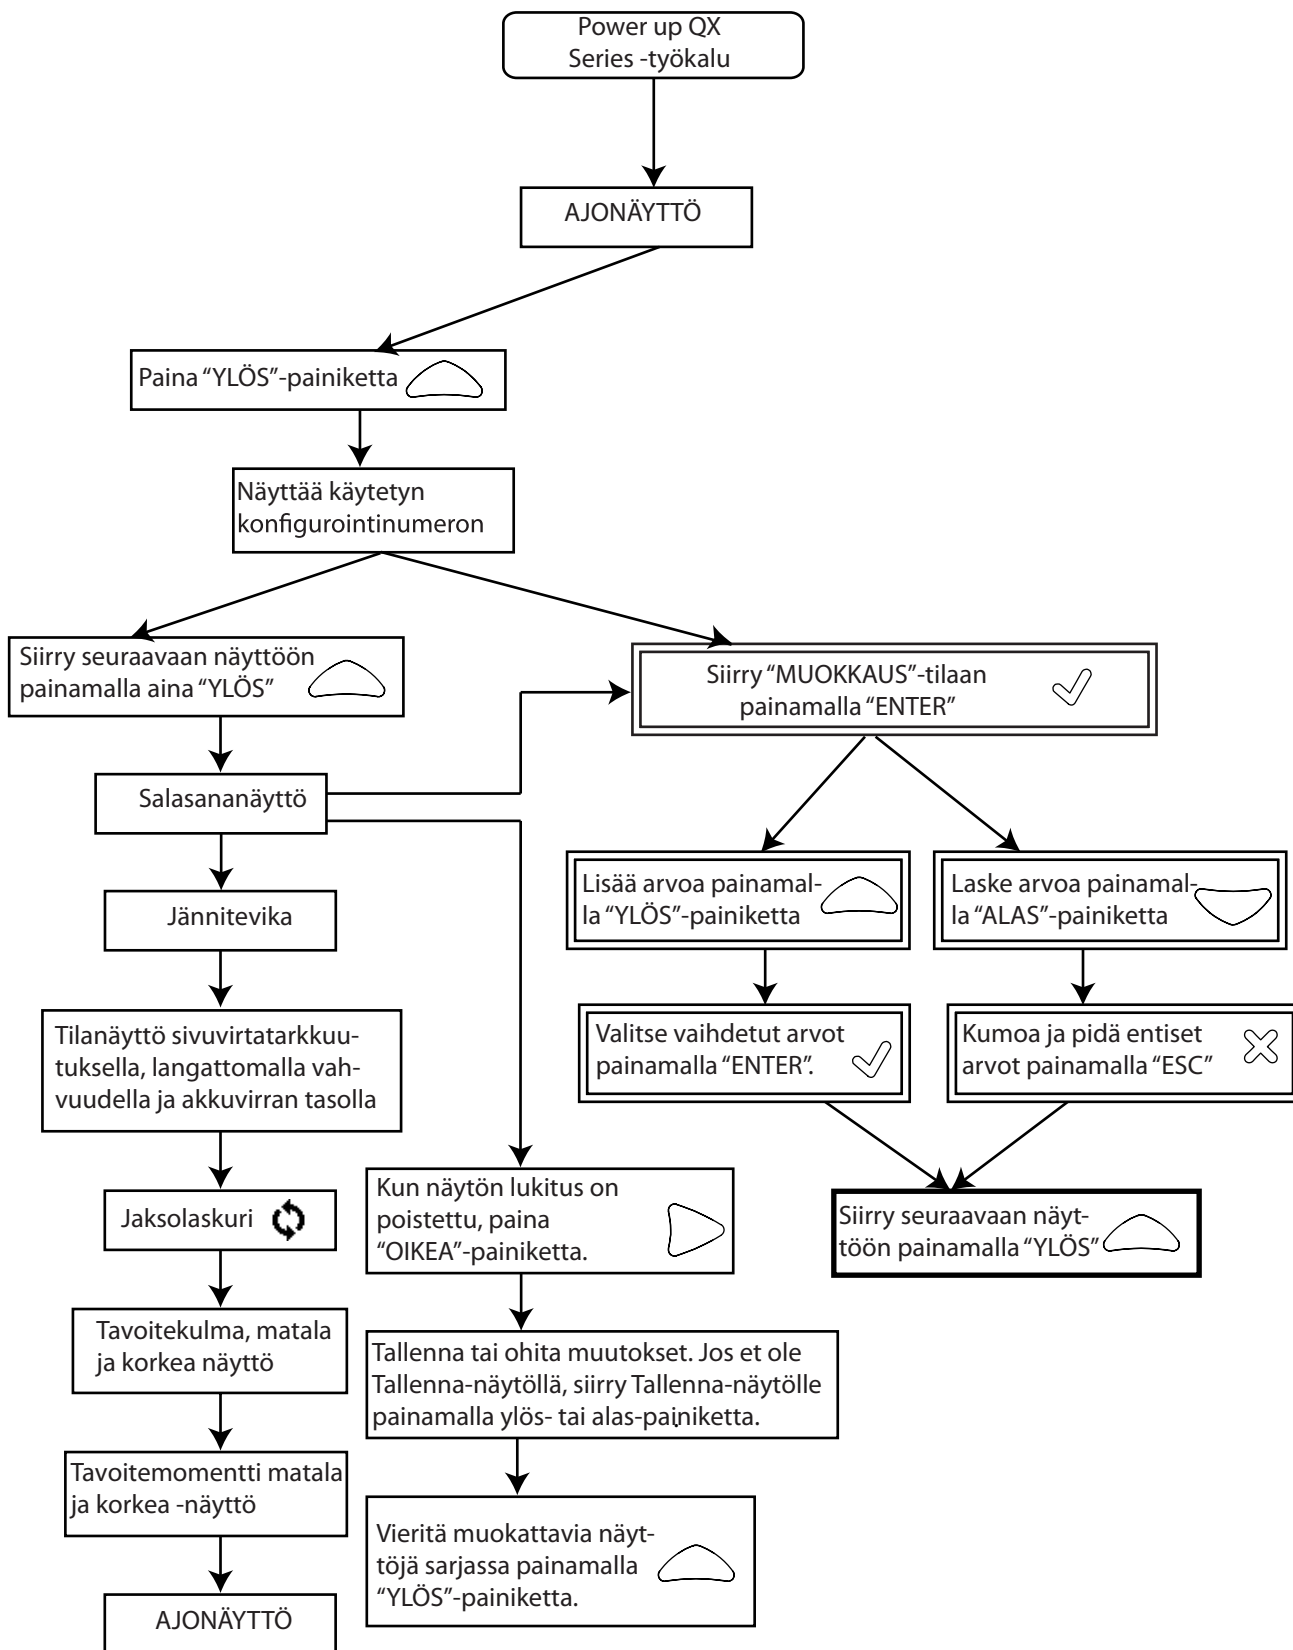 Power up QX
Series -työkalu
AJONÄYTTÖ
Paina “YLÖS”-painiketta
Näyttää käytetyn
konfigurointinumeron
Siirry seuraavaan näyttöön
painamalla aina “YLÖS”
Siirry “MUOKKAUS”-tilaan
painamalla “ENTER”
Salasananäyttö
Lisää arvoa painamal-
la “YLÖS”-painiketta
Laske arvoa painamal-
la “ALAS”-painiketta
Jännitevika
Valitse vaihdetut arvot
painamalla “ENTER”.
Kumoa ja pidä entiset
arvot painamalla “ESC”
Tilanäyttö sivuvirtatarkkuu-
tuksella, langattomalla vah-
vuudella ja akkuvirran tasolla
Kun näytön lukitus on
poistettu, paina
“OIKEA”-painiketta.
Siirry seuraavaan näyt-
töön painamalla “YLÖS”
Jaksolaskuri
Tavoitekulma, matala
ja korkea näyttö
Tallenna tai ohita muutokset. Jos et ole
Tallenna-näytöllä, siirry Tallenna-näytölle
painamalla ylös- tai alas-painiketta.
Tavoitemomentti matala
ja korkea -näyttö
Vieritä muokattavia näyt-
töjä sarjassa painamalla
“YLÖS”-painiketta.
AJONÄYTTÖ